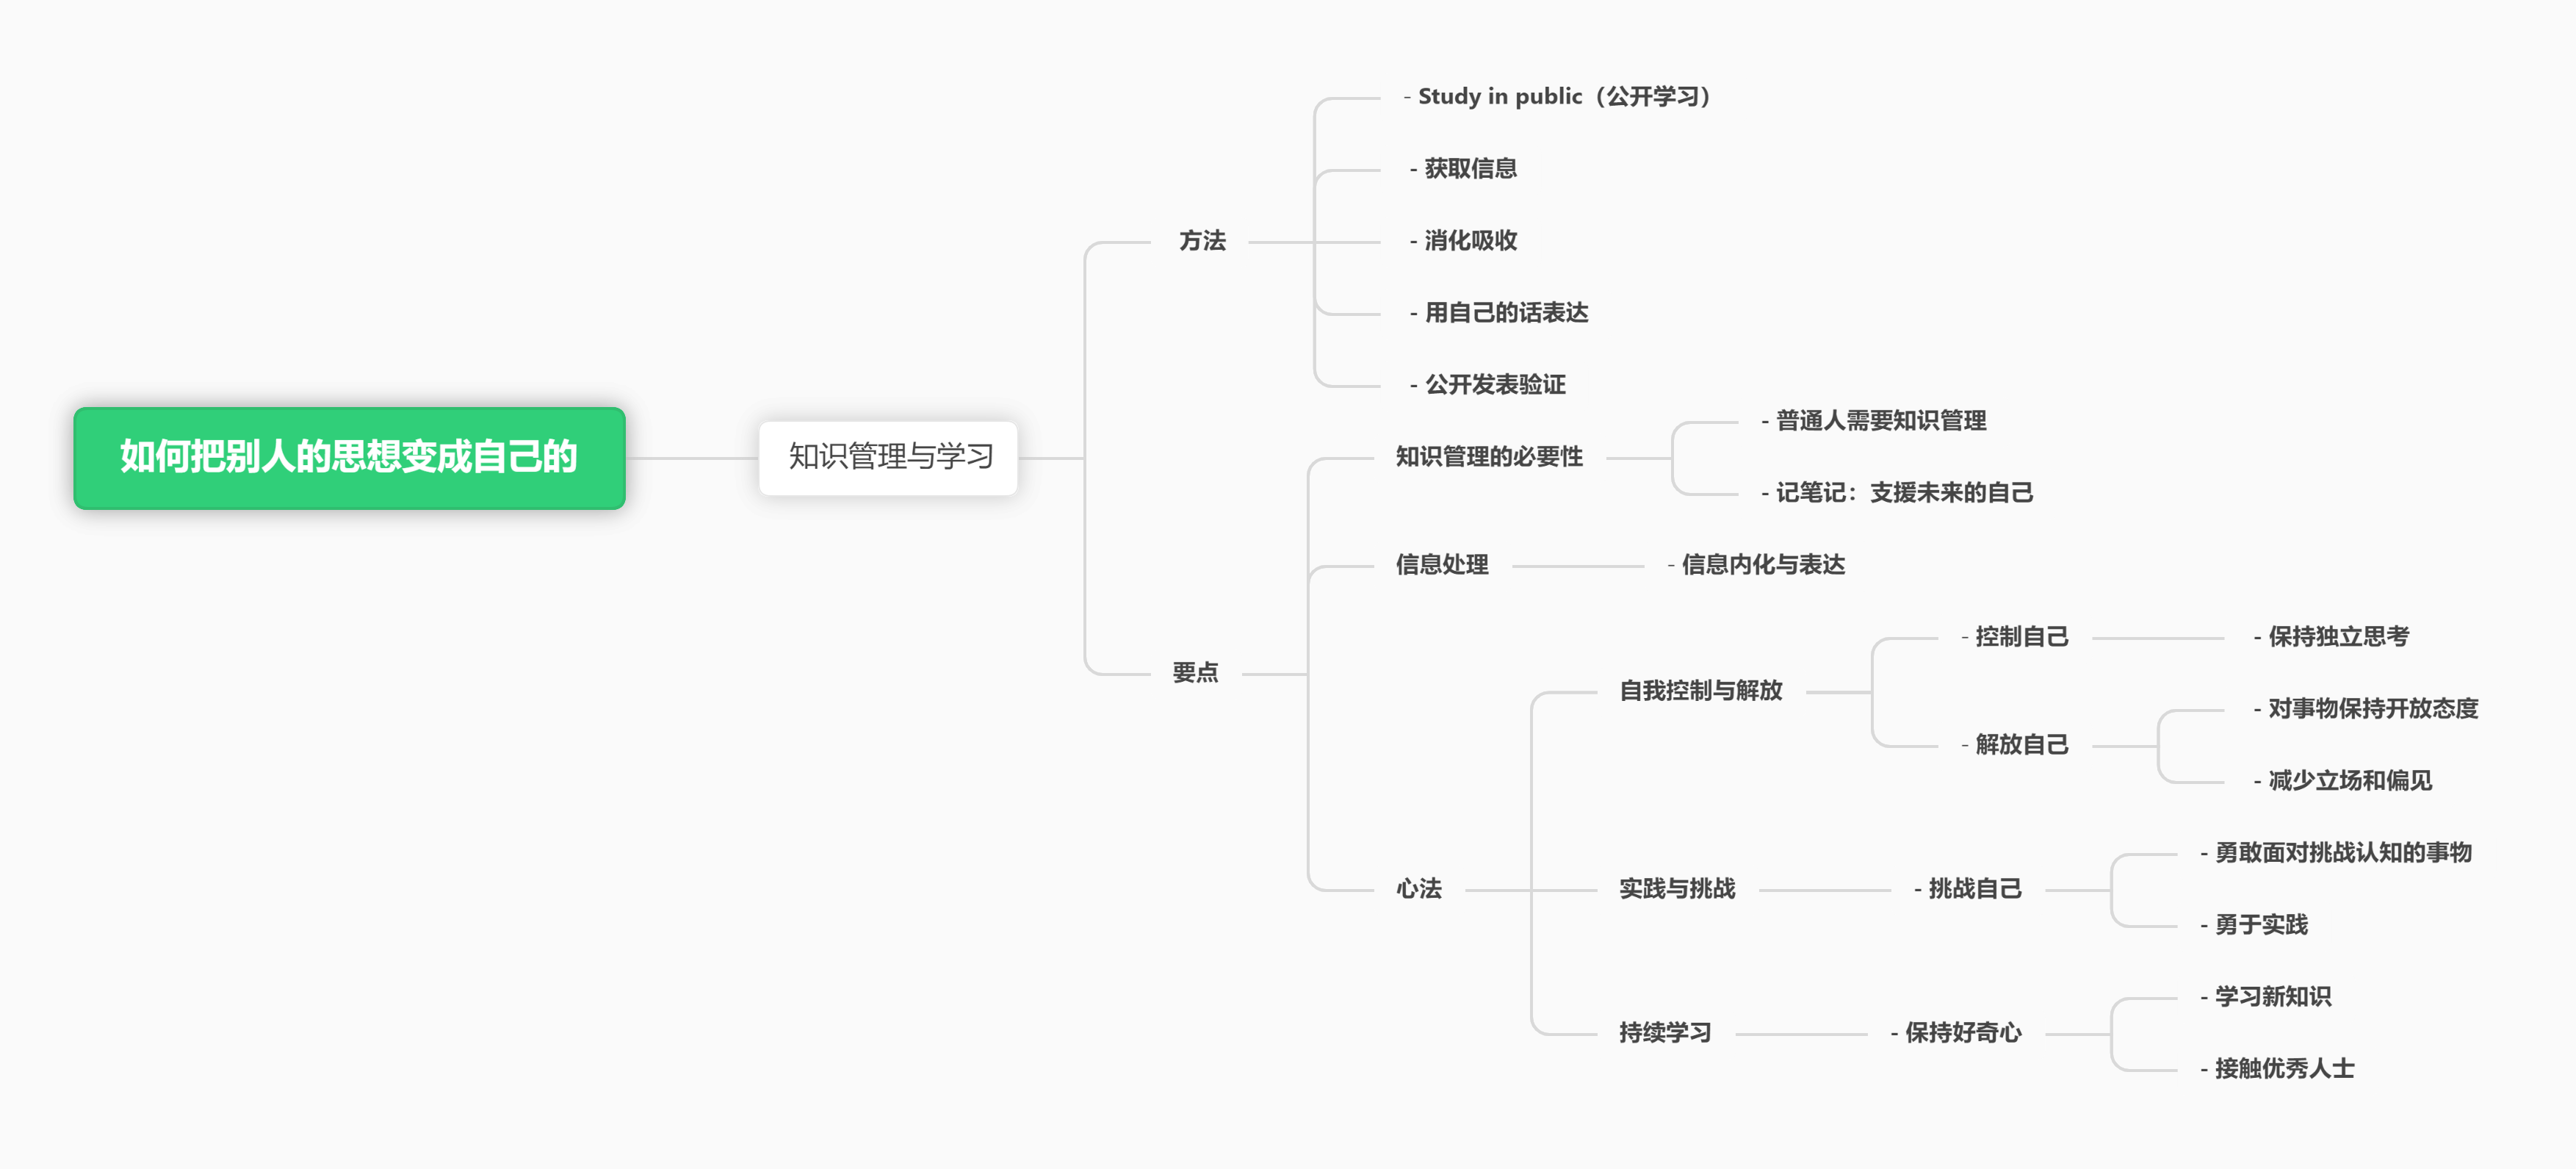 如何把别人的思想变成自己的
知识管理与学习
方法
- Study in public（公开学习）
- 获取信息
- 消化吸收
- 用自己的话表达
- 公开发表验证
要点
知识管理的必要性
- 普通人需要知识管理
- 记笔记：支援未来的自己
信息处理
- 信息内化与表达
心法
自我控制与解放
- 控制自己
- 保持独立思考
- 解放自己
- 对事物保持开放态度
- 减少立场和偏见
实践与挑战
- 挑战自己
- 勇敢面对挑战认知的事物
- 勇于实践
持续学习
- 保持好奇心
- 学习新知识
- 接触优秀人士